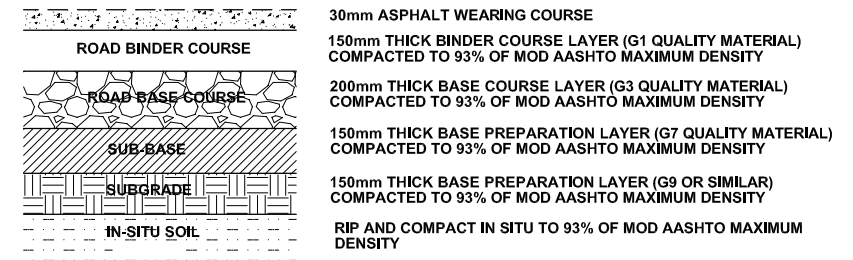 30mm ASPHALT WEARING COURSE
ROAD BINDER COURSE
150mm THICK BINDER COURSE LAYER (G1 QUALITY MATERIAL)
COMPACTED TO 93% OF MOD AASHTO MAXIMUM DENSITY
ROAD BASE COURSE
200mm THICK BASE COURSE LAYER (G3 QUALITY MATERIAL)
COMPACTED TO 93% OF MOD AASHTO MAXIMUM DENSITY
SUB-BASE
150mm THICK BASE PREPARATION LAYER (G7 QUALITY MATERIAL)
COMPACTED TO 93% OF MOD AASHTO MAXIMUM DENSITY
SUBGRADE
150mm THICK BASE PREPARATION LAYER (G9 OR SIMILAR)
COMPACTED TO 93% OF MOD AASHTO MAXIMUM DENSITY
IN-SITU SOIL
RIP AND COMPACT IN SITU TO 93% OF MOD AASHTO MAXIMUM
DENSITY